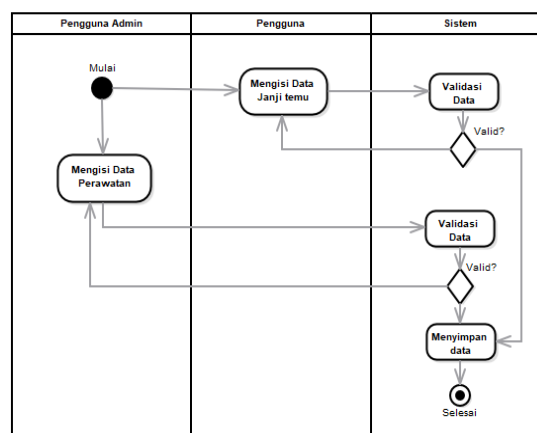 Pengguna Admin
Pengguna
Sistem
Mulai
Mengisi Data
Janji temu
Validasi
Data
Valid?
Mengisi Data
Perawatan
Validasi
Data
Valid?
Menyimpan
data
Selesai